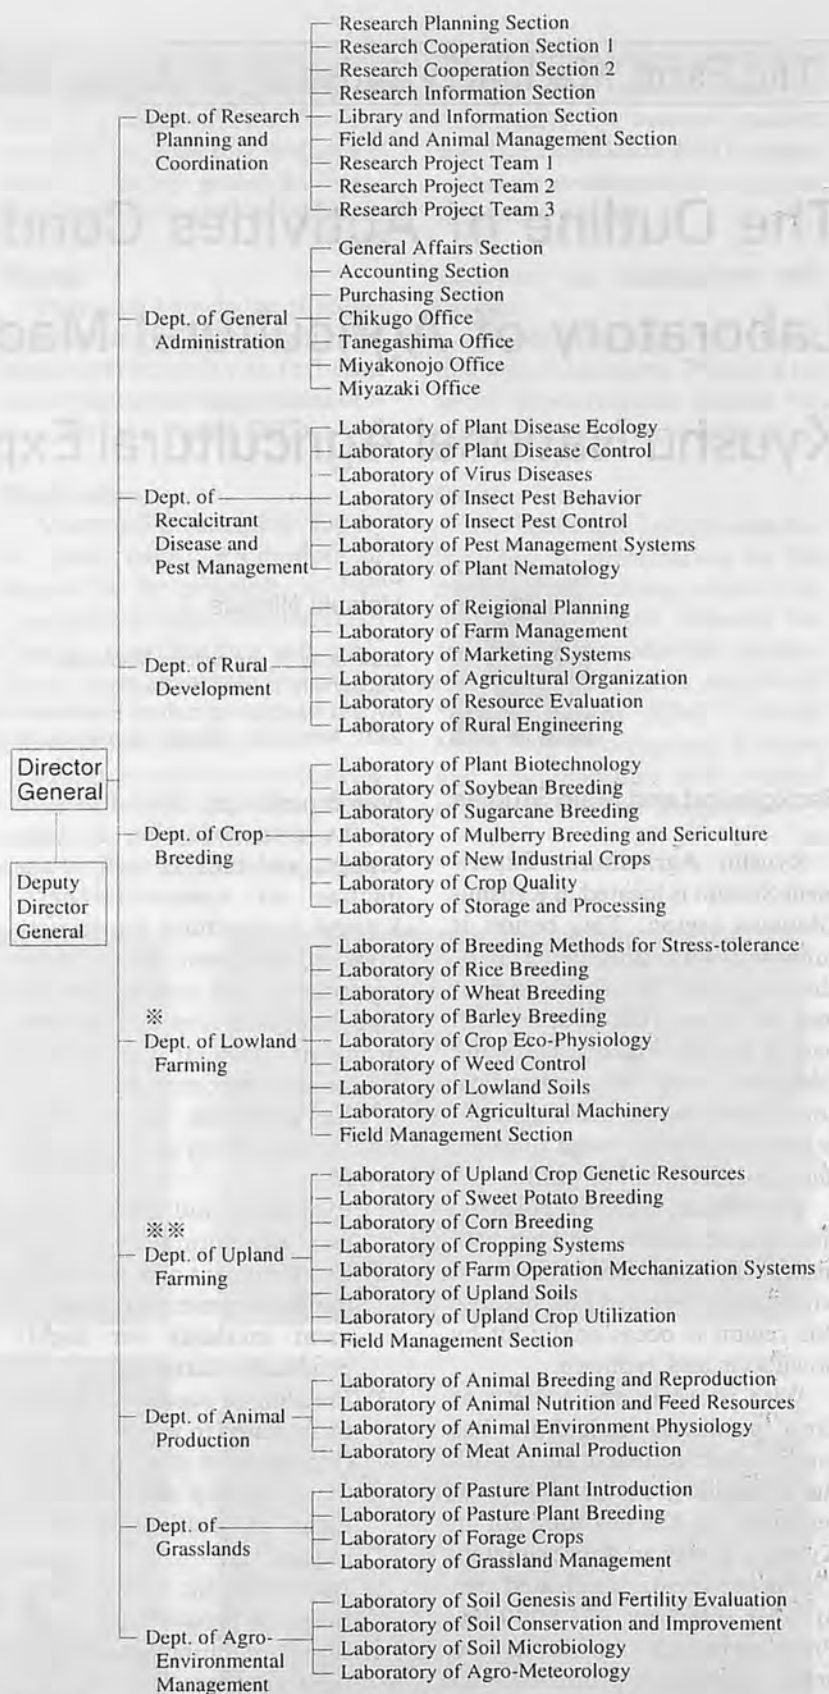 Research Planning Section
Research Cooperation Section 1
Research Cooperation Section 2
Research Information Section
Dept. of Research Library and Information Section
Planning and Field and Animal Management Section
Coordination Research Project Team 1
Research Project Team 2
Research Project Team 3
General Affairs Section
Accounting Section
Purchasing Section
Dept. of General Chikugo Office
Administration Tanegashima Office
Miyakonojo Office
Miyazaki Office
Laboratory of Plant Disease Ecology
Laboratory of Plant Disease Control
Laboratory of Virus Diseases
Dept. of Laboratory of Insect Pest Behavior
Recalcitrant Laboratory of Insect Pest Control
Disease and Laboratory of Pest Management Systems
Pest Management Laboratory of Plant Nematology
Laboratory of Reigional Planning
Laboratory of Farm Management
Dept. of Rural Laboratory of Marketing Systems
Development Laboratory of Agricultural Organization
Laboratory of Resource Evaluation
Laboratory of Rural Engineering
Director
General
Deputy
Director
General
Laboratory of Plant Biotechnology
Laboratory of Soybean Breeding
Laboratory of Sugarcane Breeding
Dept. of Crop Laboratory of Mulberry Breeding and Sericulture
Breeding Laboratory of New Industrial Crops
Laboratory of Crop Quality
Laboratory of Storage and Processing
Laboratory of Breeding Methods for Stress-tolerance
Laboratory of Rice Breeding
Laboratory of Wheat Breeding
※ Laboratory of Barley Breeding
Dept. of Lowland Laboratory of Crop Eco-Physiology
Farming Laboratory of Weed Control
Laboratory of Lowland Soils
Laboratory of Agricultural Machinery
Field Management Section
Laboratory of Upland Crop Genetic Resources
Laboratory of Sweet Potato Breeding
※※ Laboratory of Corn Breeding
Dept. of Upland Laboratory of Cropping Systems
Farming Laboratory of Farm Operation Mechanization Systems
Laboratory of Upland Soils
Laboratory of Upland Crop Utilization
Field Management Section
Laboratory of Animal Breeding and Reproduction
Dept. of Animal Laboratory of Animal Nutrition and Feed Resources
Production Laboratory of Animal Environment Physiology
Laboratory of Meat Animal Production
Laboratory of Pasture Plant Introduction
Dept. of Laboratory of Pasture Plant Breeding
Grasslands Laboratory of Forage Crops
Laboratory of Grassland Management
Laboratory of Soil Genesis and Fertility Evaluation
Dept. of Agro- Laboratory of Soil Conservation and Improvement
Environmental Laboratory of Soil Microbiology
Management Laboratory of Agro-Meteorology